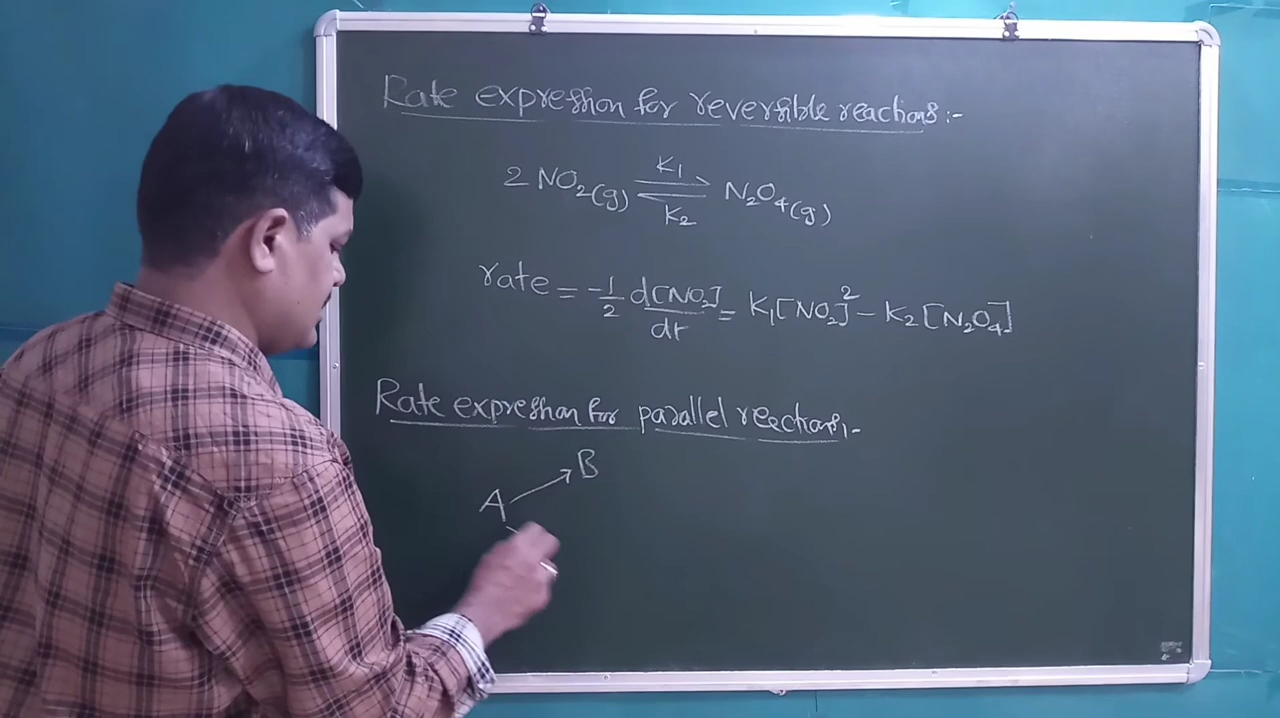 Rate expression for reversible reactions:-
K1
2 NO2(g) ⇌ N2O4(g)
K2
rate = -1/2 d[NO2]/dt = K1[NO2]^2 - K2[N2O4]
Rate expression for parallel reactions:-
B
A